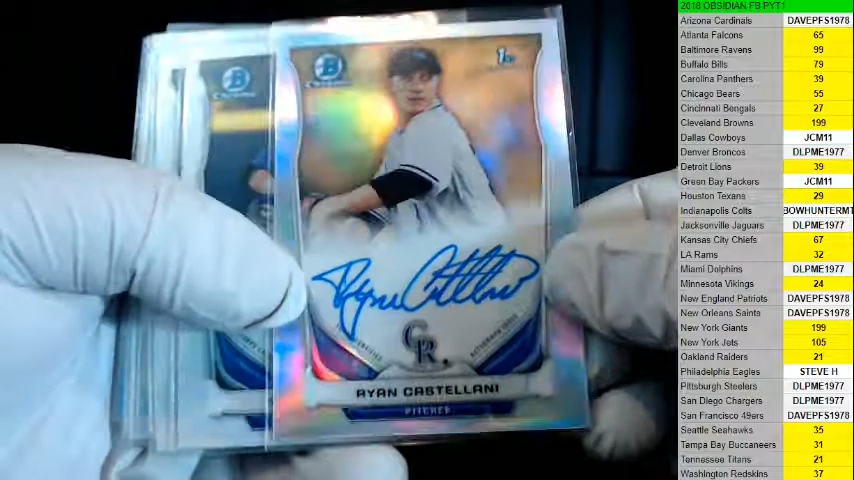 B
CHROME
1st
Ryan Castellani
CR
RYAN CASTELLANI
PITCHER
2018 OBSIDIAN FB PYT1
Arizona Cardinals DAVEPFS1978
Atlanta Falcons 65
Baltimore Ravens 99
Buffalo Bills 79
Carolina Panthers 39
Chicago Bears 55
Cincinnati Bengals 27
Cleveland Browns 199
Dallas Cowboys JCM11
Denver Broncos DLPME1977
Detroit Lions 39
Green Bay Packers JCM11
Houston Texans 29
Indianapolis Colts BOWHUNTERMT
Jacksonville Jaguars DLPME1977
Kansas City Chiefs 67
LA Rams 32
Miami Dolphins DLPME1977
Minnesota Vikings 24
New England Patriots DAVEPFS1978
New Orleans Saints DAVEPFS1978
New York Giants 199
New York Jets 105
Oakland Raiders 21
Philadelphia Eagles STEVE H
Pittsburgh Steelers DLPME1977
San Diego Chargers DLPME1977
San Francisco 49ers DAVEPFS1978
Seattle Seahawks 35
Tampa Bay Buccaneers 31
Tennessee Titans 21
Washington Redskins 37